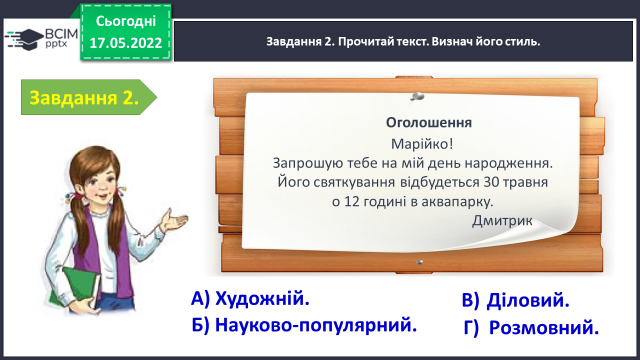 ВСІМ
pptx
Сьогодні
17.05.2022
Завдання 2. Прочитай текст. Визнач його стиль.
Завдання 2.
Оголошення
Марійко!
Запрошую тебе на мій день народження.
Його святкування відбудеться 30 травня
о 12 годині в аквапарку.
Дмитрик
А) Художній.
Б) Науково-популярний.
В) Діловий.
Г) Розмовний.